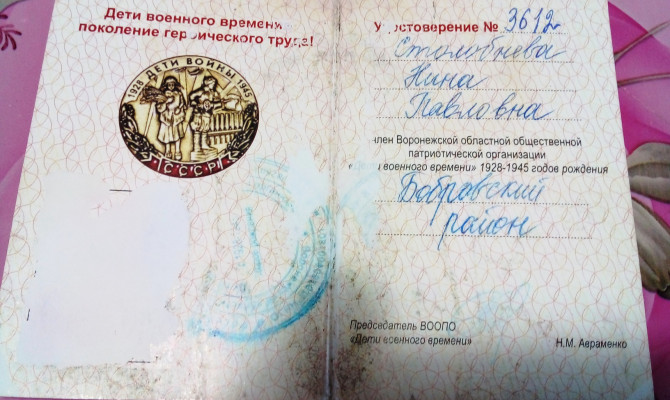 Дети военного времени
поколение героического труда!
1928 ДЕТИ ВОЙНЫ 1945
СССР
Удостоверение № 3612
Столбнева
Нина
Павловна
член Воронежской областной общественной
патриотической организации
военного времени» 1928-1945 годов рождения
Бобровский
район
Председатель ВООПО
«Дети военного времени»
Н.М. Авраменко